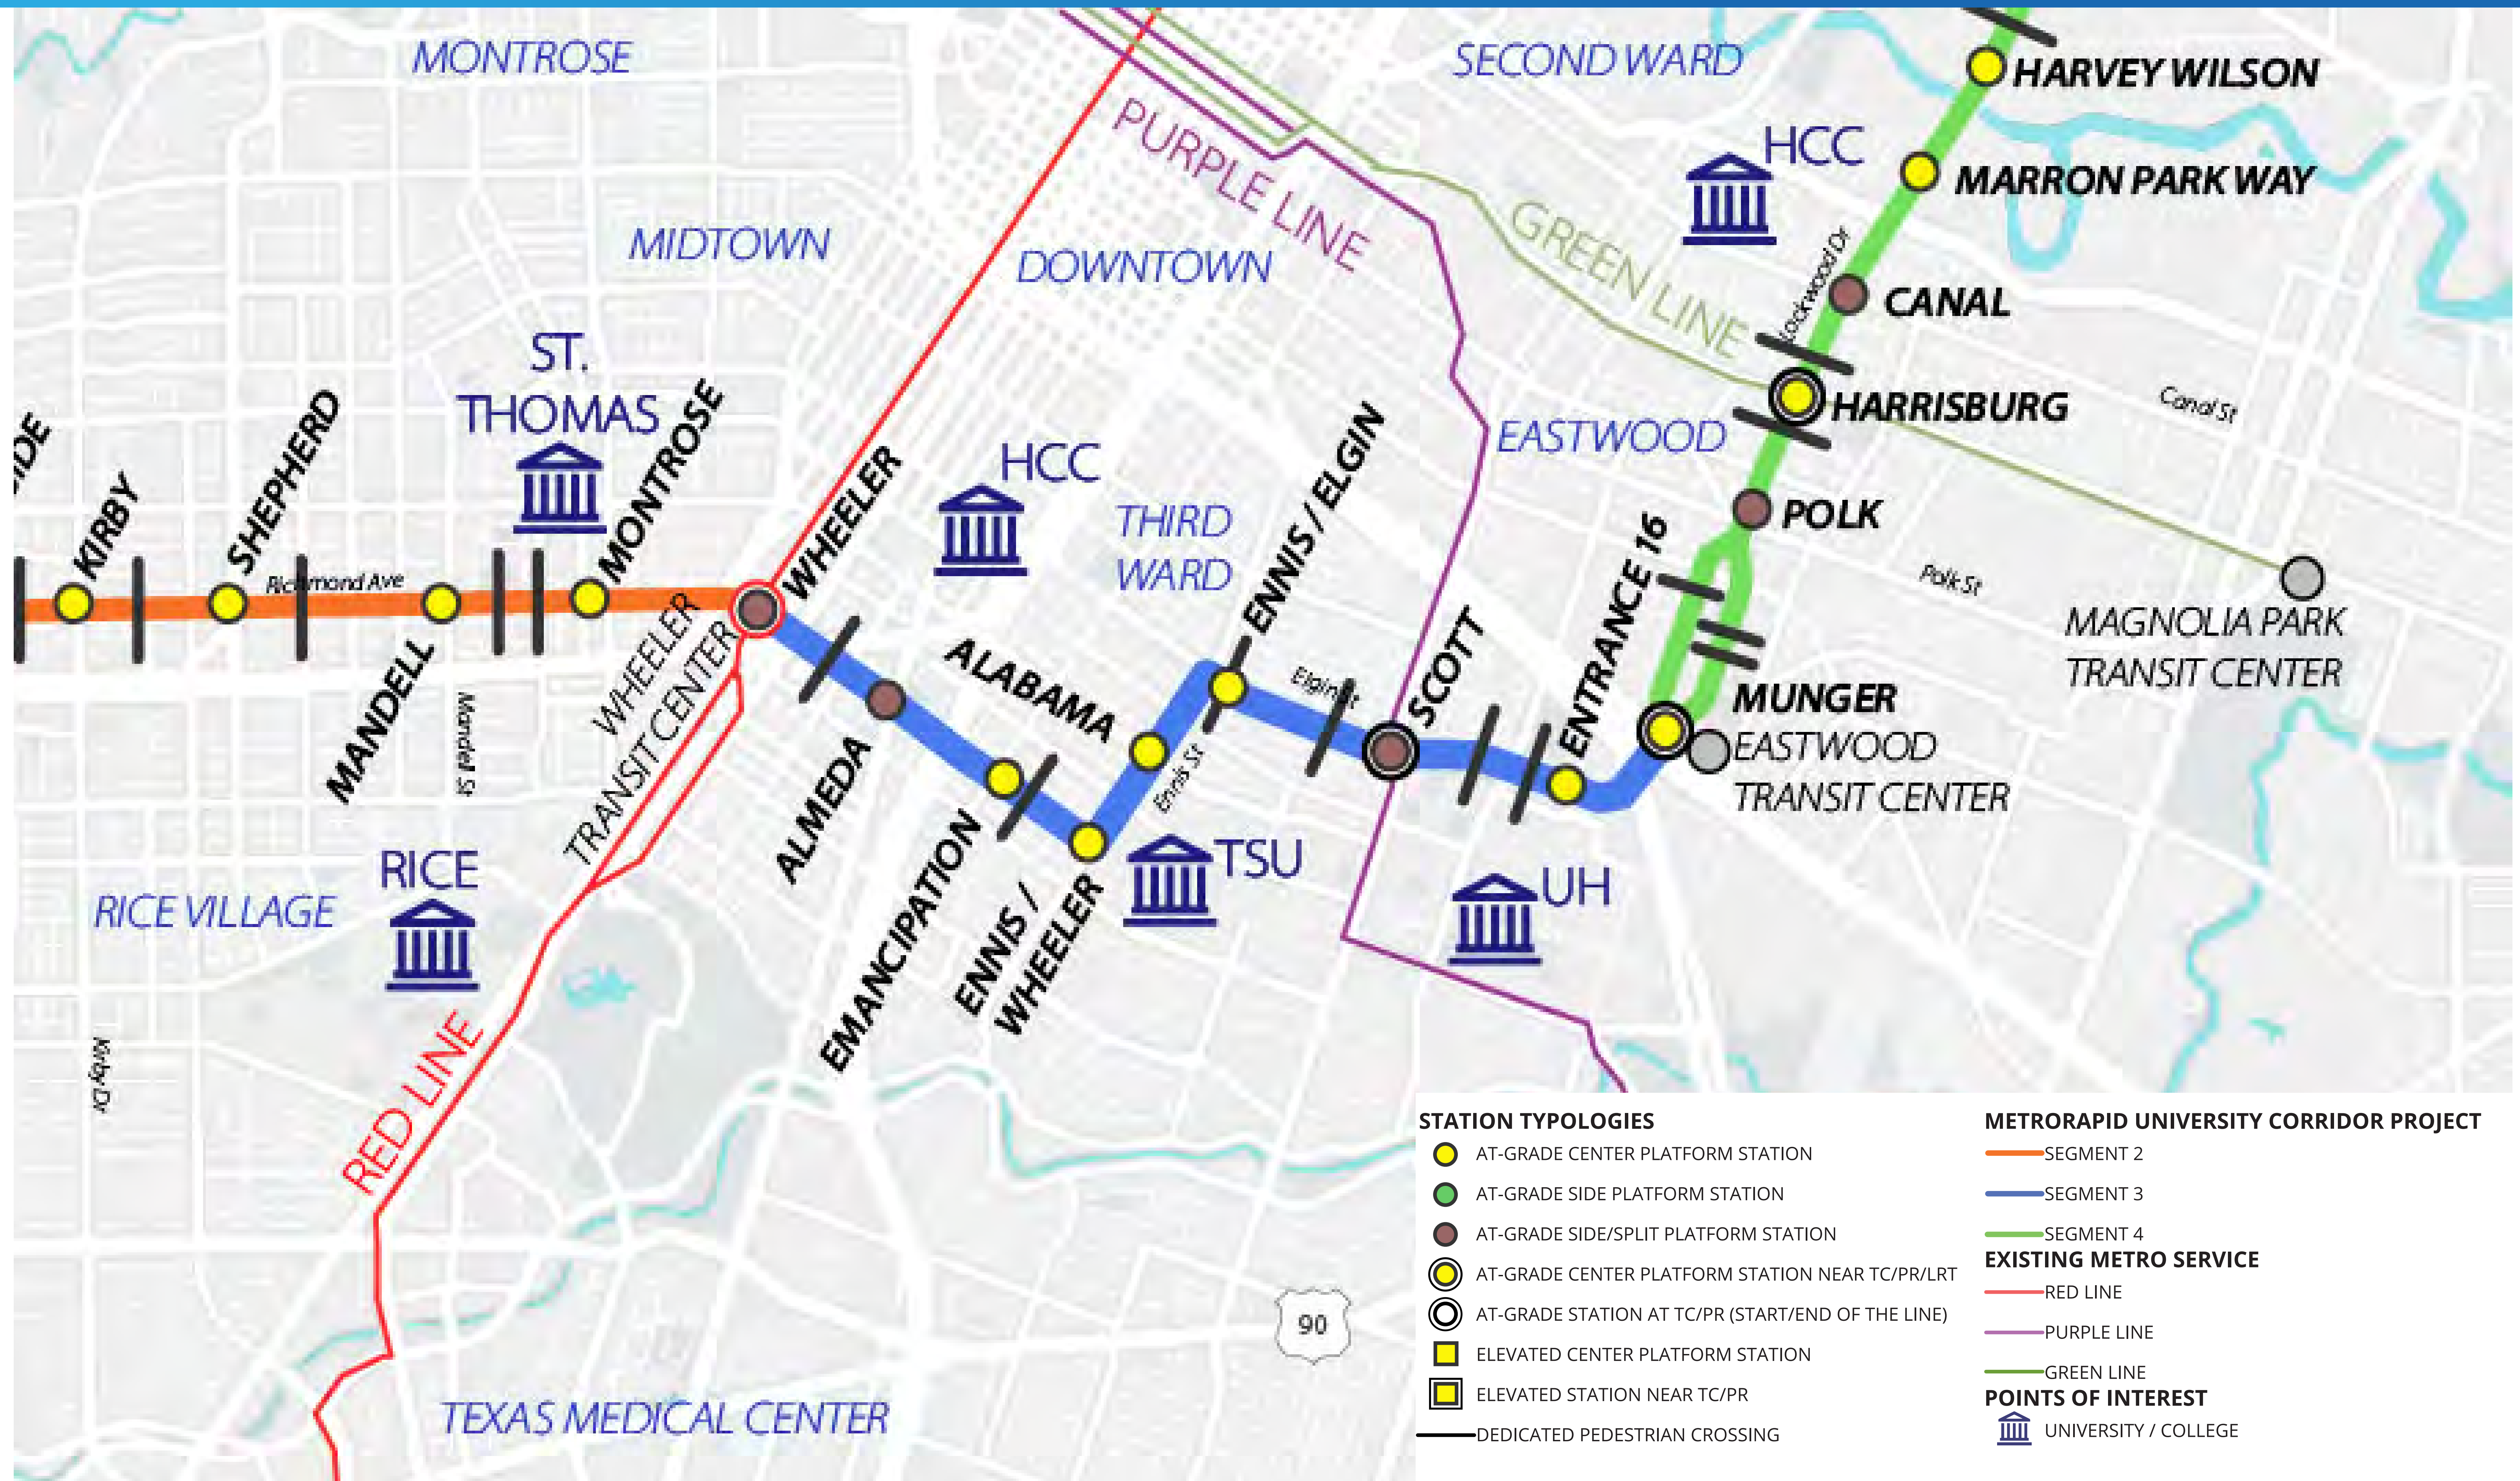 MONTROSE
SECOND WARD
HARVEY WILSON
PURPLE LINE
HCC
MARRON PARK WAY
MIDTOWN
DOWNTOWN
GREEN LINE
Lockwood Dr
CANAL
ST.
THOMAS
MONTROSE
HARRISBURG
Canal St
IDE
KIRBY
SHEPHERD
WHEELER
HCC
THIRD
WARD
ENNIS / ELGIN
EASTWOOD
POLK
ENTRANCE 16
Polk St
Richmond Ave
MAGNOLIA PARK
TRANSIT CENTER
MANDELL
Mandell St
WHEELER
TRANSIT CENTER
ALABAMA
Elgin St
SCOTT
MUNGER
EASTWOOD
TRANSIT CENTER
ALMEDA
Ennis St
EMANCIPATION
ENNIS /
WHEELER
TSU
UH
RICE
RICE VILLAGE
RED LINE
Kirby Dr
90
TEXAS MEDICAL CENTER
STATION TYPOLOGIES
AT-GRADE CENTER PLATFORM STATION
AT-GRADE SIDE PLATFORM STATION
AT-GRADE SIDE/SPLIT PLATFORM STATION
AT-GRADE CENTER PLATFORM STATION NEAR TC/PR/LRT
AT-GRADE STATION AT TC/PR (START/END OF THE LINE)
ELEVATED CENTER PLATFORM STATION
ELEVATED STATION NEAR TC/PR
DEDICATED PEDESTRIAN CROSSING
METRORAPID UNIVERSITY CORRIDOR PROJECT
SEGMENT 2
SEGMENT 3
SEGMENT 4
EXISTING METRO SERVICE
RED LINE
PURPLE LINE
GREEN LINE
POINTS OF INTEREST
UNIVERSITY / COLLEGE